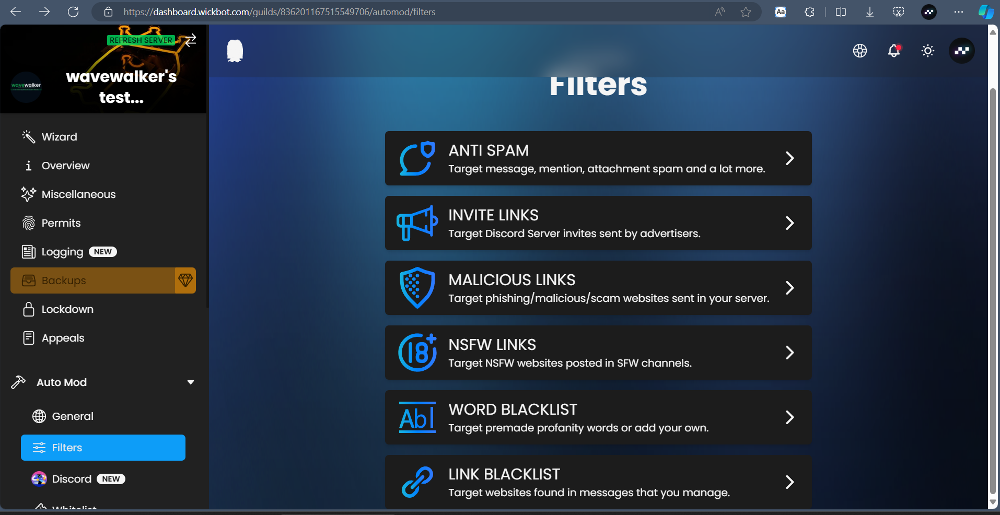 https://dashboard.wickbot.com/guilds/836201167515549706/automod/filters
REFRESH SERVER
wavewalker
wavewalker's
test...
Wizard
Overview
Miscellaneous
Permits
Logging NEW
Backups
Lockdown
Appeals
Auto Mod
General
Filters
Discord NEW
Whitelist
Filters
ANTI SPAM
Target message, mention, attachment spam and a lot more.
INVITE LINKS
Target Discord Server invites sent by advertisers.
MALICIOUS LINKS
Target phishing/malicious/scam websites sent in your server.
18+
NSFW LINKS
Target NSFW websites posted in SFW channels.
Ab
WORD BLACKLIST
Target premade profanity words or add your own.
LINK BLACKLIST
Target websites found in messages that you manage.